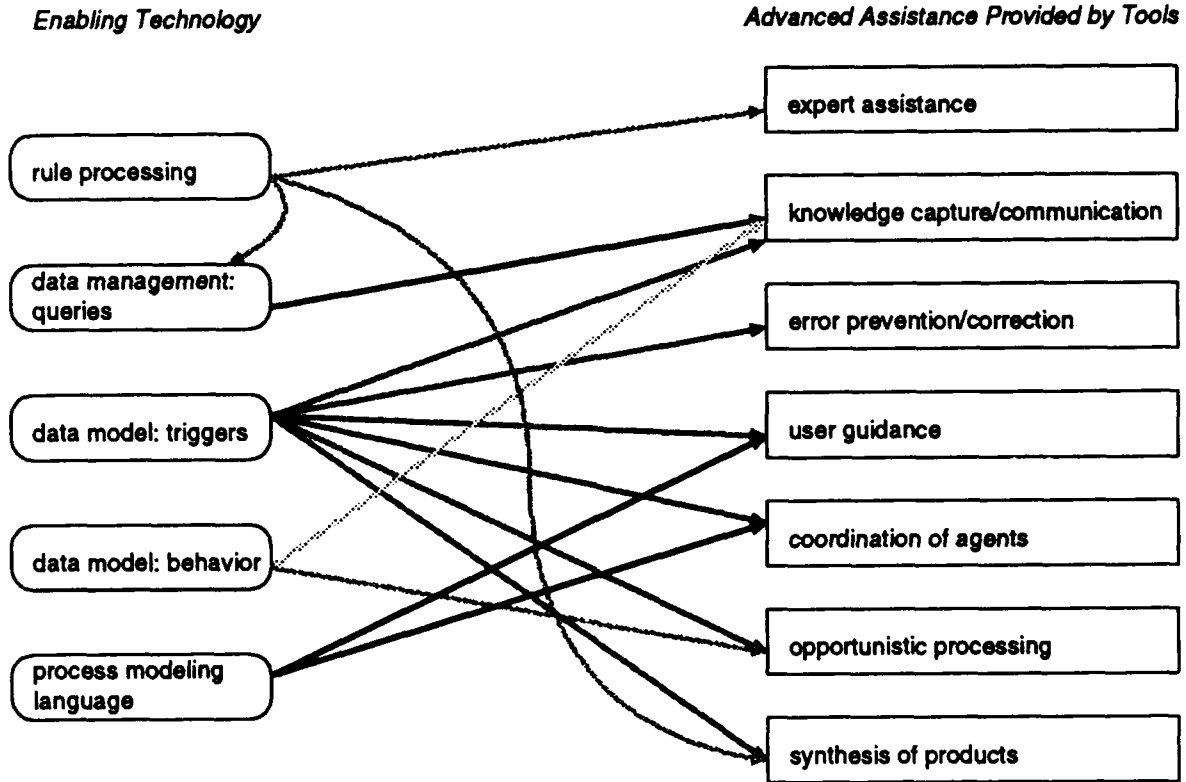 Enabling Technology
Advanced Assistance Provided by Tools
rule processing
data management:
queries
data model: triggers
data model: behavior
process modeling
language
expert assistance
knowledge capture/communication
error prevention/correction
user guidance
coordination of agents
opportunistic processing
synthesis of products